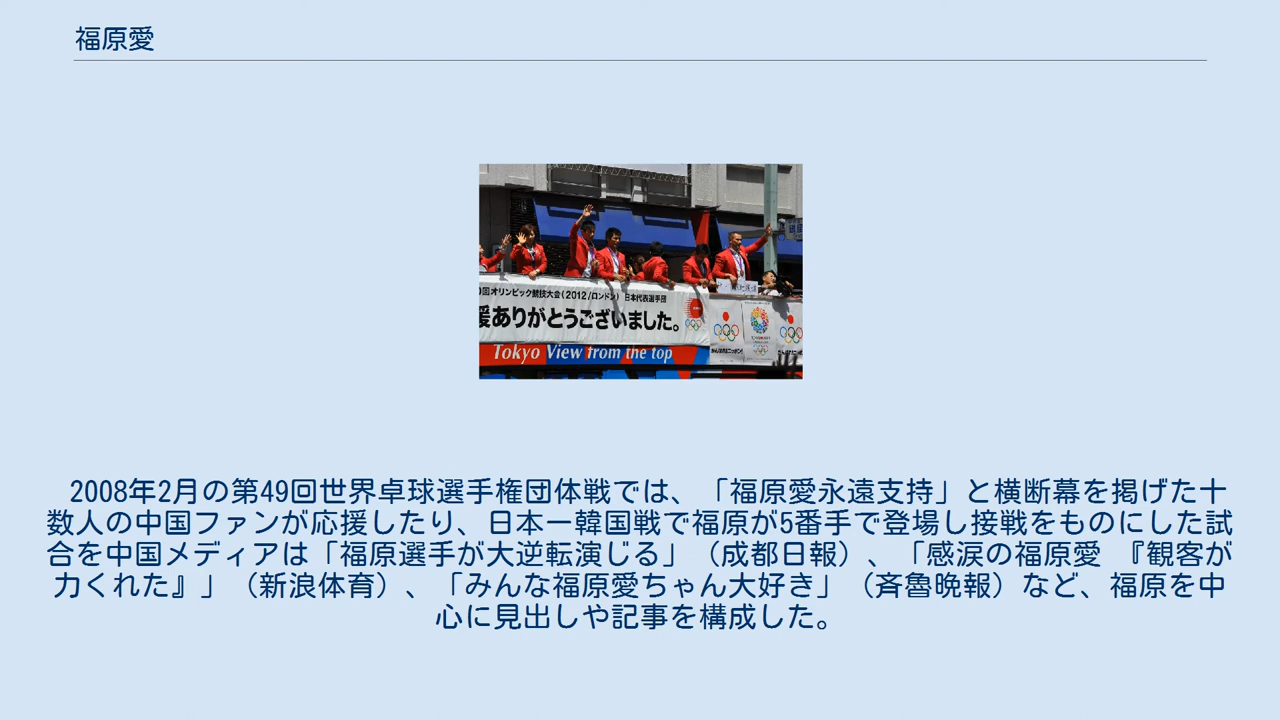 福原愛
9回オリンピック競技大会(2012/ロンドン) 日本代表選手団
援ありがとうございました。
Tokyo View from the top
2008年2月の第49回世界卓球選手権団体戦では、「福原愛永遠支持」と横断幕を掲げた十
数人の中国ファンが応援したり、日本一韓国戦で福原が5番手で登場し接戦をものにした試
合を中国メディアは「福原選手が大逆転演じる」（成都日報）、「感涙の福原愛 『観客が
力くれた』」（新浪体育）、「みんな福原愛ちゃん大好き」（斉魯晩報）など、福原を中
心に見出しや記事を構成した。